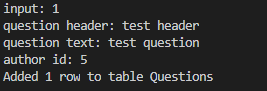 input: 1
question header: test header
question text: test question
author id: 5
Added 1 row to table Questions